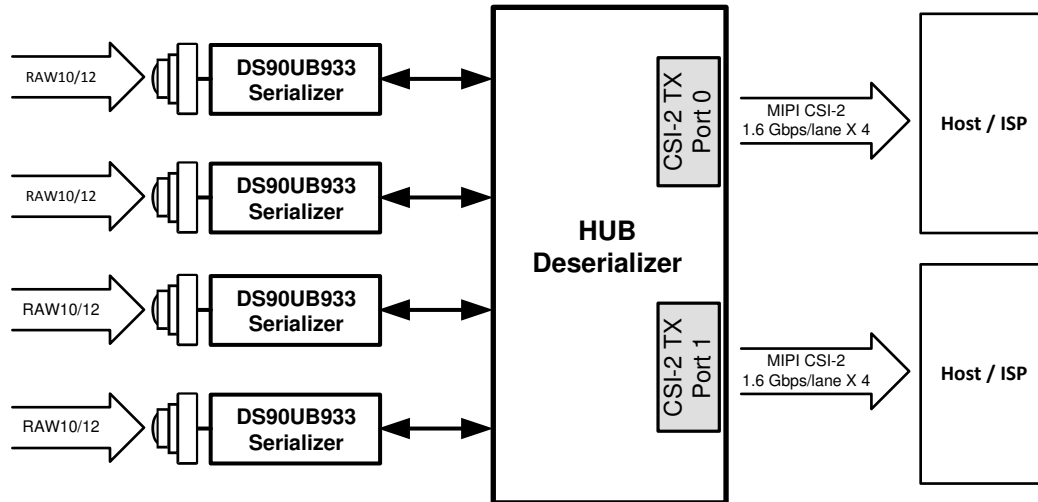 RAW10/12
DS90UB933
Serializer
RAW10/12
DS90UB933
Serializer
RAW10/12
DS90UB933
Serializer
RAW10/12
DS90UB933
Serializer
HUB
Deserializer
CSI-2 TX
Port 0
CSI-2 TX
Port 1
MIPI CSI-2
1.6 Gbps/lane X 4
MIPI CSI-2
1.6 Gbps/lane X 4
Host / ISP
Host / ISP